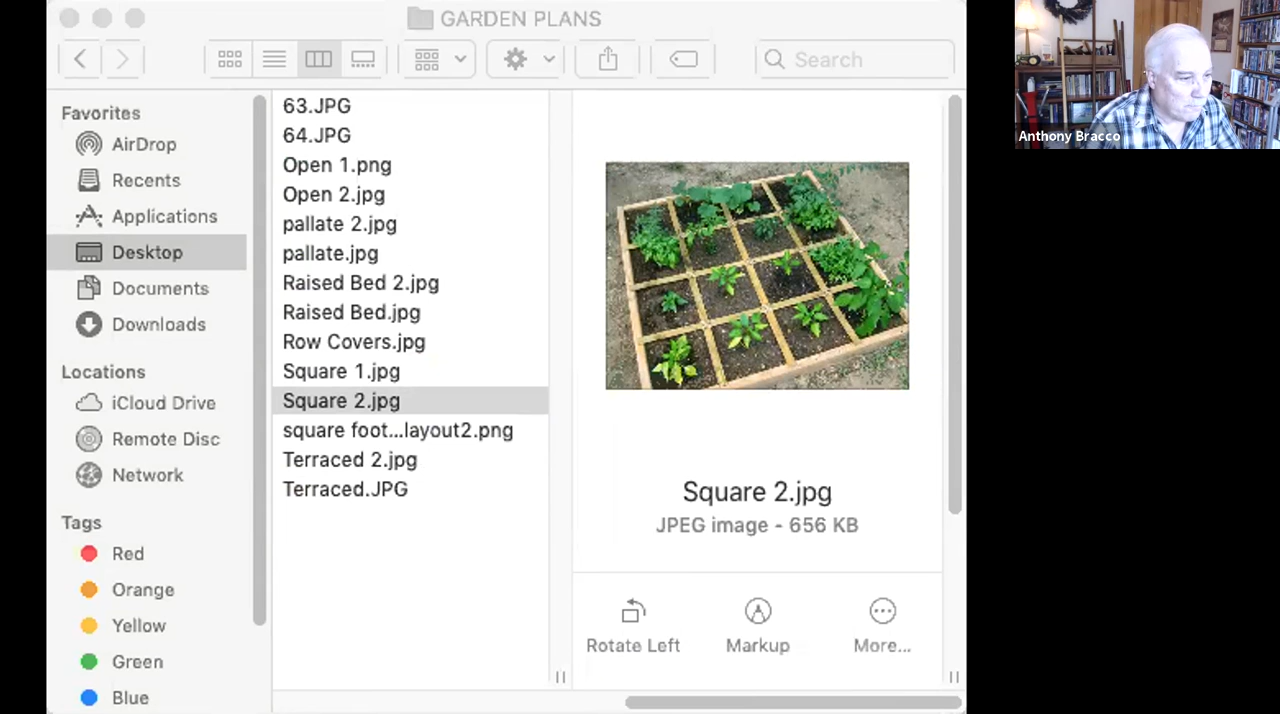 GARDEN PLANS
Search
Favorites
AirDrop
Recents
Applications
Desktop
Documents
Downloads
Locations
iCloud Drive
Remote Disc
Network
Tags
Red
Orange
Yellow
Green
Blue
63.JPG
64.JPG
Open 1.png
Open 2.jpg
pallate 2.jpg
pallate.jpg
Raised Bed 2.jpg
Raised Bed.jpg
Row Covers.jpg
Square 1.jpg
Square 2.jpg
square foot...layout2.png
Terraced 2.jpg
Terraced.JPG
Square 2.jpg
JPEG image - 656 KB
Rotate Left
Markup
More...
Anthony Bracco